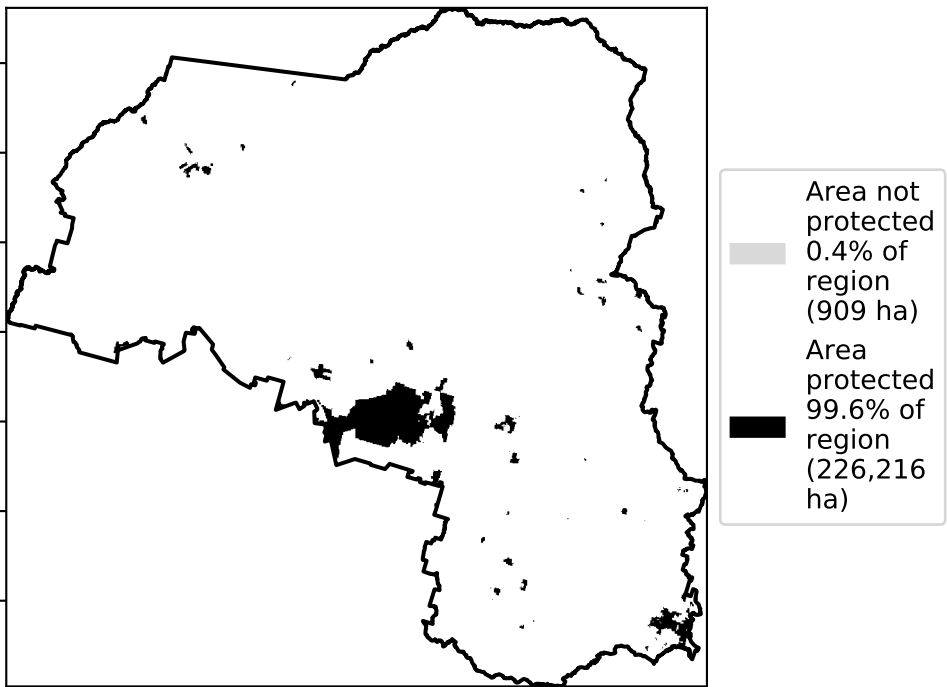 Area not
protected
0.4% of
region
(909 ha)
Area
protected
99.6% of
region
(226,216
ha)